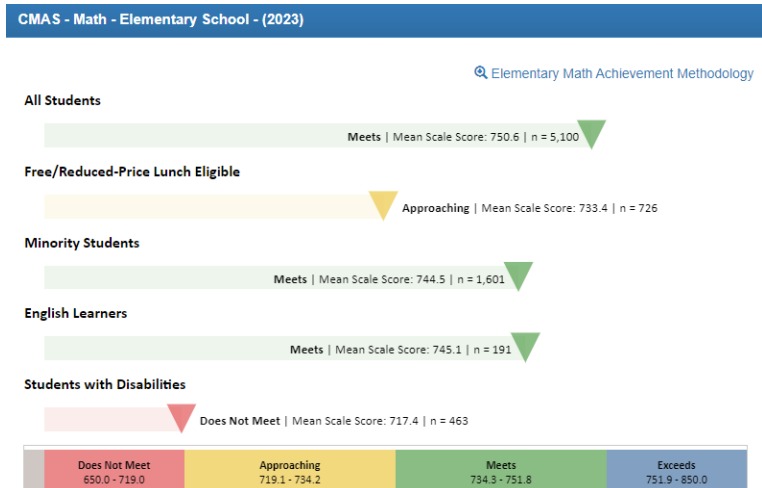 CMAS - Math - Elementary School - (2023)
Elementary Math Achievement Methodology
All Students
Meets | Mean Scale Score: 750.6 | n = 5,100
Free/Reduced-Price Lunch Eligible
Approaching | Mean Scale Score: 733.4 | n = 726
Minority Students
Meets | Mean Scale Score: 744.5 | n = 1,601
English Learners
Meets | Mean Scale Score: 745.1 | n = 191
Students with Disabilities
Does Not Meet | Mean Scale Score: 717.4 | n = 463
Does Not Meet Approaching Meets Exceeds
650.0 - 719.0 719.1 - 734.2 734.3 - 751.8 751.9 - 850.0